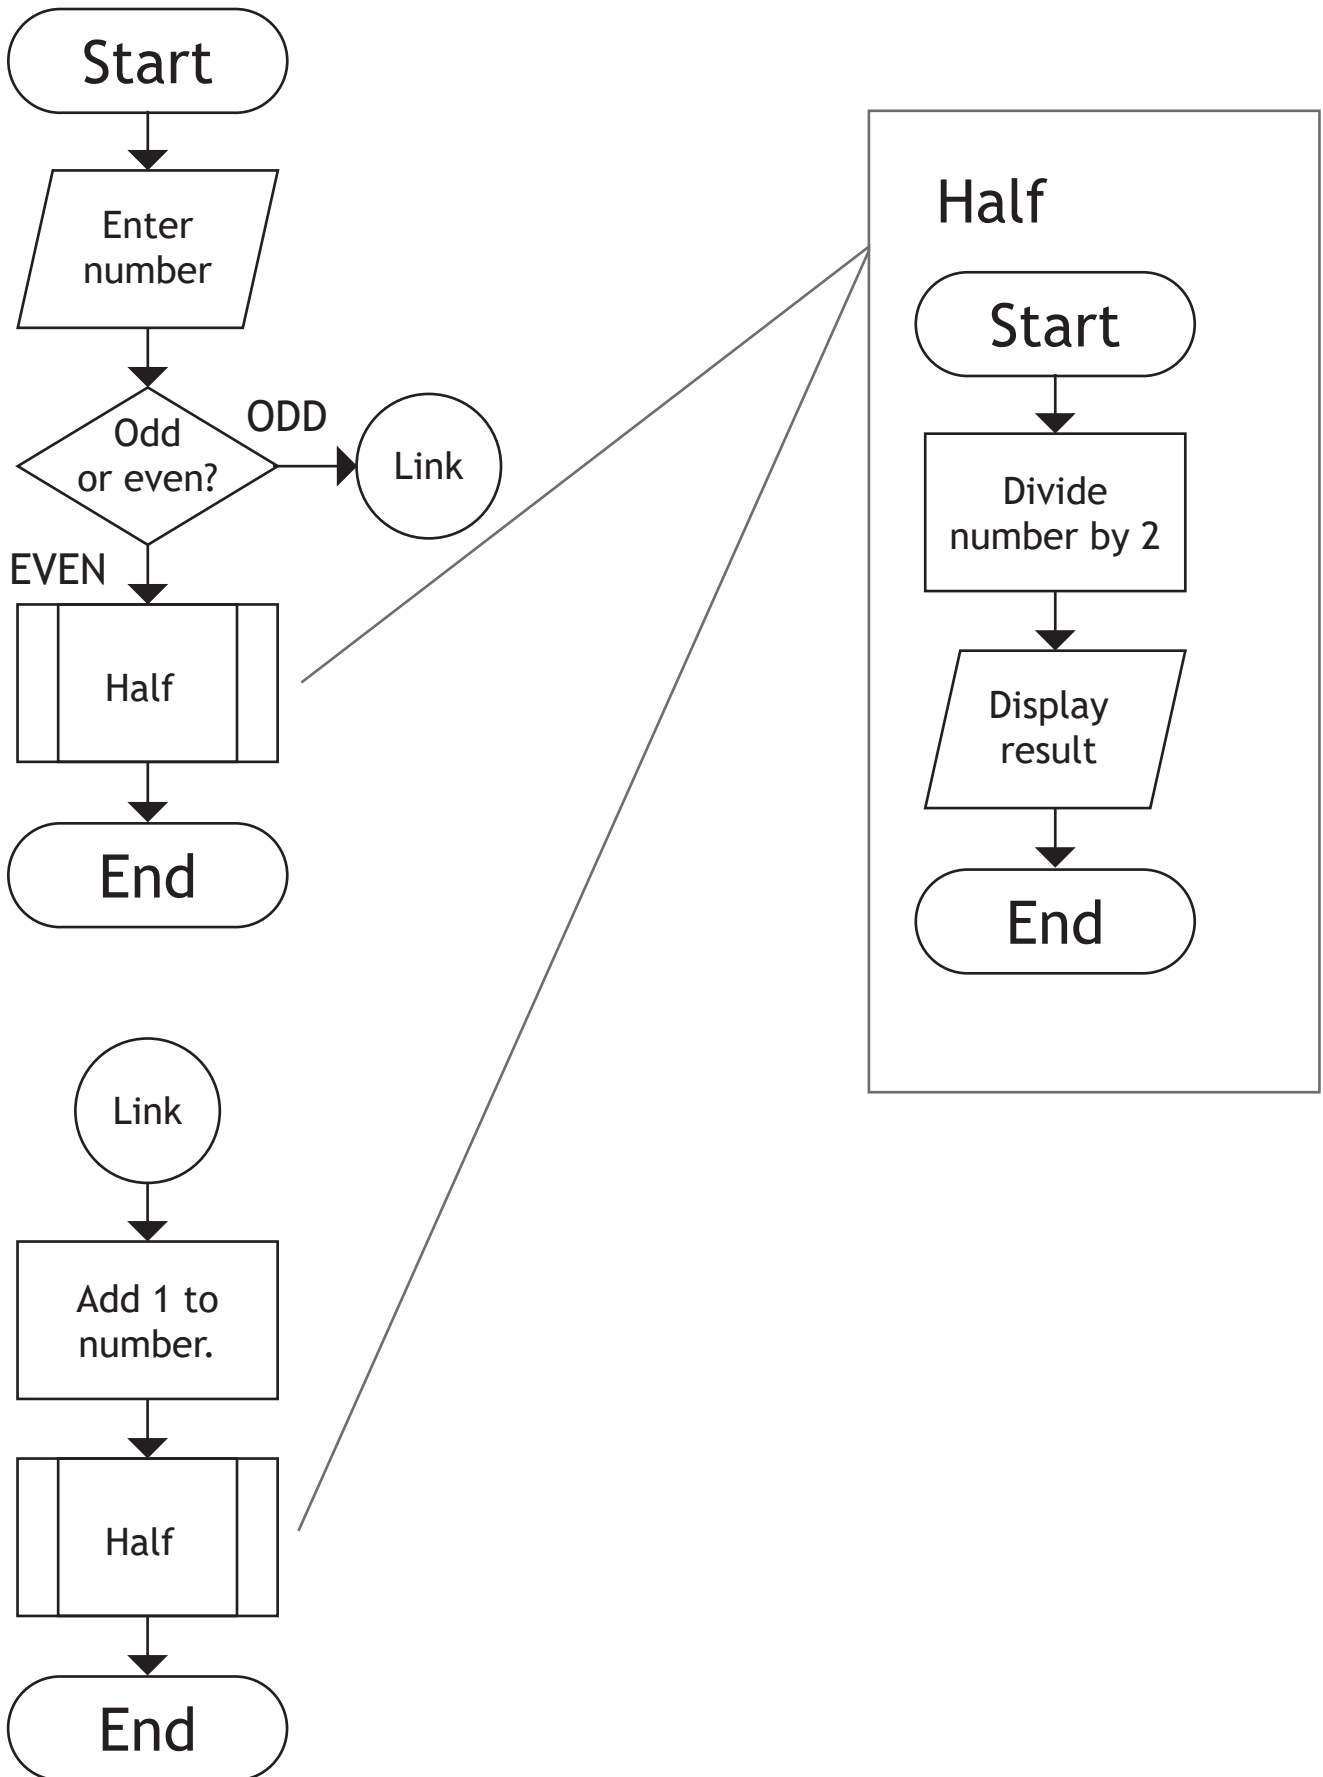 Start
Enter
number
Odd
or even?
ODD
Link
EVEN
Half
End
Link
Add 1 to
number.
Half
End
Half
Start
Divide
number by 2
Display
result
End